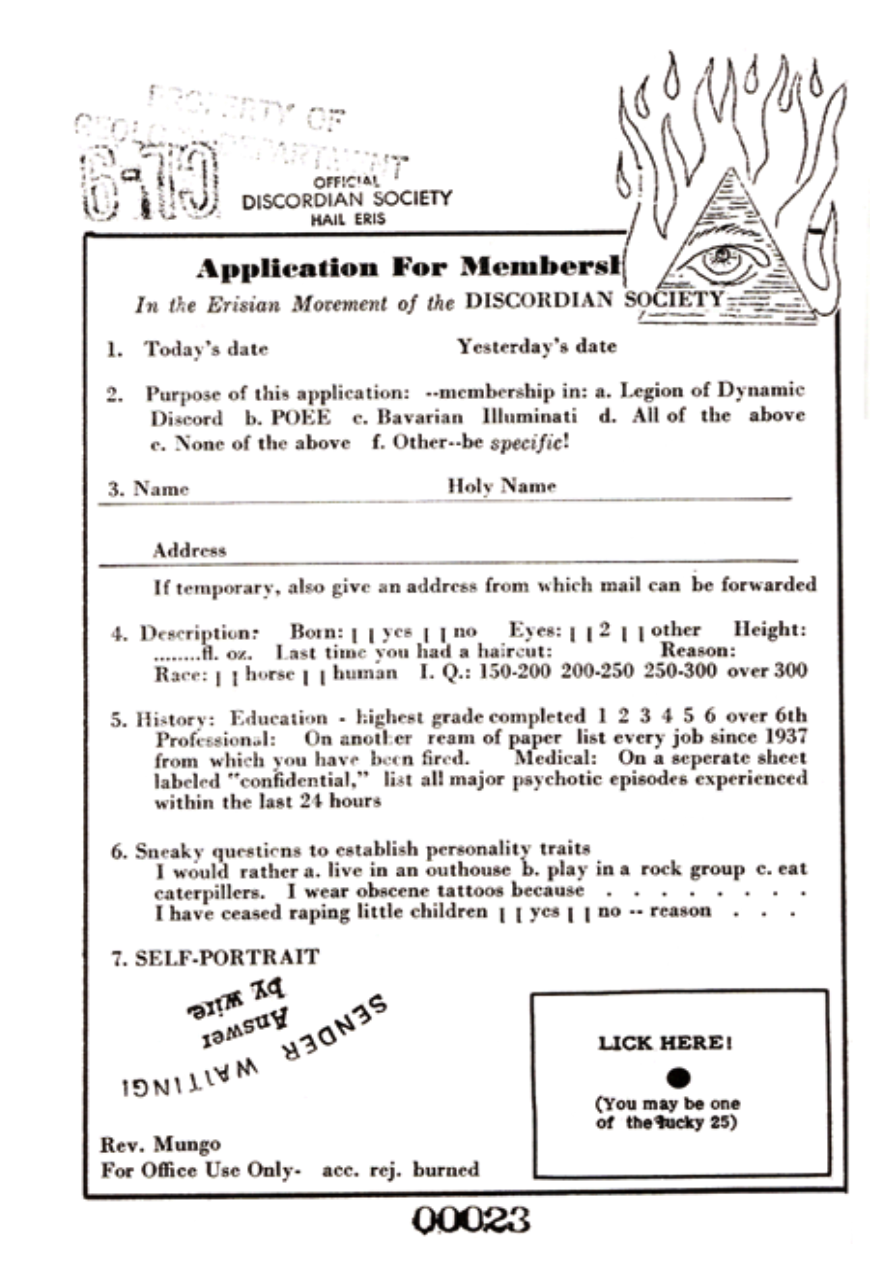 PROPERTY OF
DEPARTMENT
6-79
OFFICIAL
DISCORDIAN SOCIETY
HAIL ERIS
Application For Membersh
In the Erisian Movement of the DISCORDIAN SOCIETY
1. Today's date Yesterday's date
2. Purpose of this application: --membership in: a. Legion of Dynamic
Discord b. POEE c. Bavarian Illuminati d. All of the above
e. None of the above f. Other--be specific!
3. Name Holy Name
Address
If temporary, also give an address from which mail can be forwarded
4. Description: Born: [ ] yes [ ] no Eyes: [ ] 2 [ ] other Height:
........fl. oz. Last time you had a haircut: Reason:
Race: [ ] horse [ ] human I. Q.: 150-200 200-250 250-300 over 300
5. History: Education - highest grade completed 1 2 3 4 5 6 over 6th
Professional: On another ream of paper list every job since 1937
from which you have been fired. Medical: On a seperate sheet
labeled "confidential," list all major psychotic episodes experienced
within the last 24 hours
6. Sneaky questions to establish personality traits
I would rather a. live in an outhouse b. play in a rock group c. eat
caterpillers. I wear obscene tattoos because . . . . . . . .
I have ceased raping little children [ ] yes [ ] no -- reason . . .
7. SELF-PORTRAIT
SENDER WAITING!
Answer
by wire
LICK HERE!
(You may be one
of the lucky 25)
Rev. Mungo
For Office Use Only- acc. rej. burned
00023